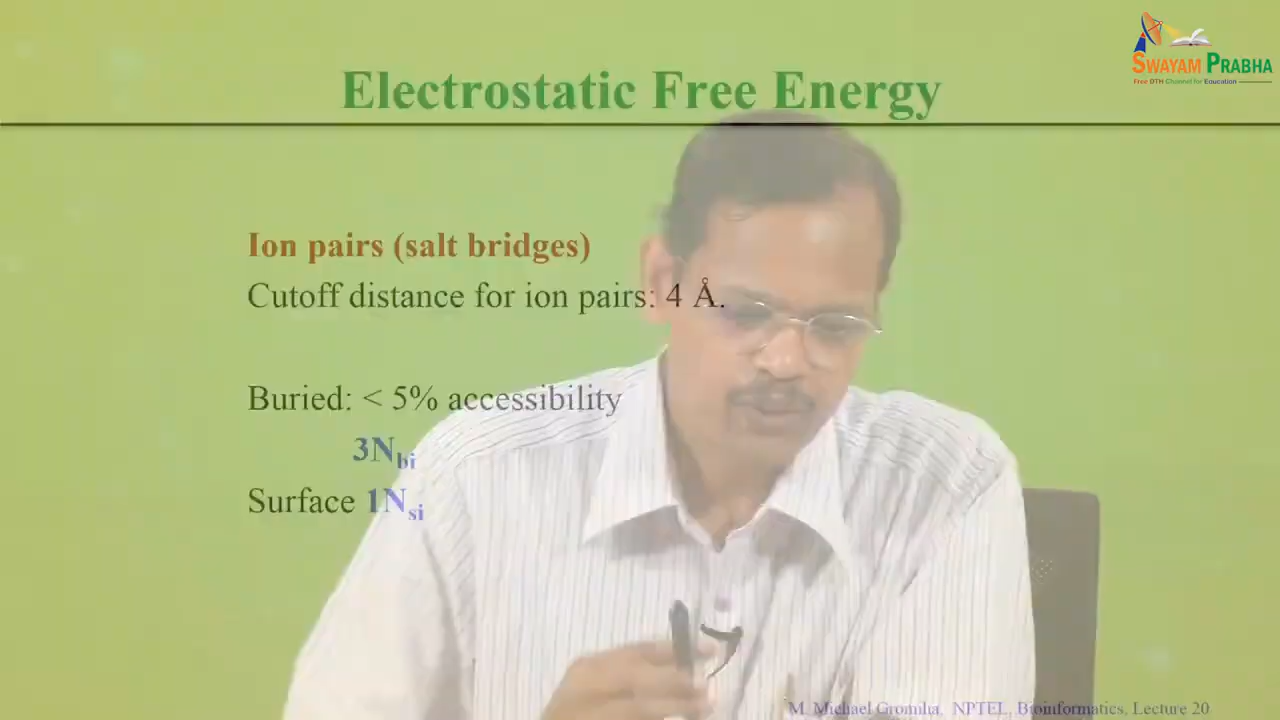 SWAYAM PRABHA
Free DTH Channel for Education
Electrostatic Free Energy
Ion pairs (salt bridges)
Cutoff distance for ion pairs: 4 Å.
Buried: < 5% accessibility
3Nbi
Surface 1Nsi
M. Michael Gromiha, NPTEL, Bioinformatics, Lecture 20